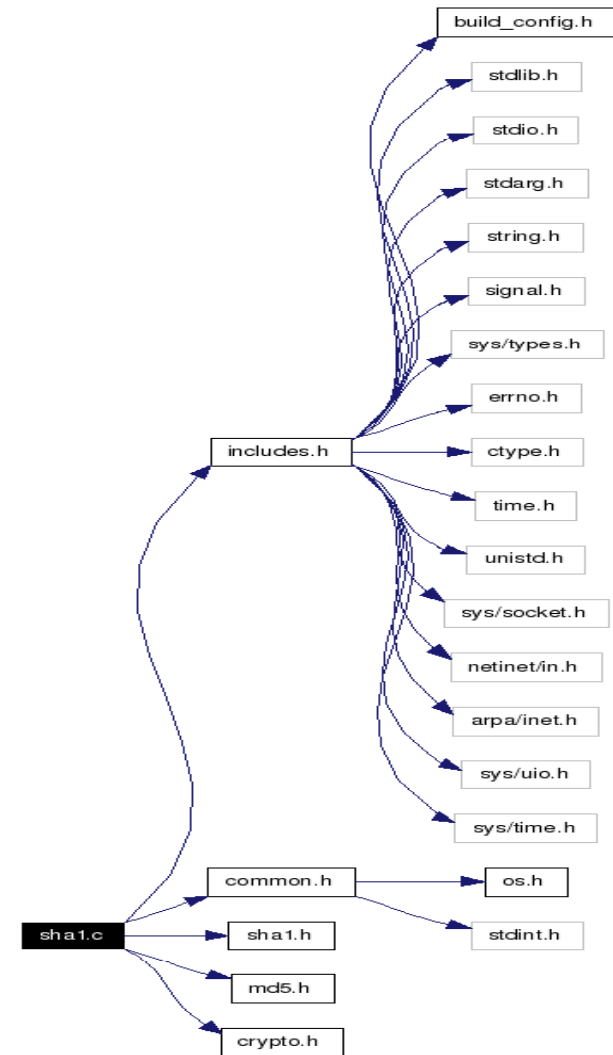 build_config.h
stdlib.h
stdio.h
stdarg.h
string.h
signal.h
sys/types.h
errno.h
includes.h
ctype.h
time.h
unistd.h
sys/socket.h
netinet/in.h
arpa/inet.h
sys/uio.h
sys/time.h
common.h
os.h
sha1.c
sha1.h
stdint.h
md5.h
crypto.h